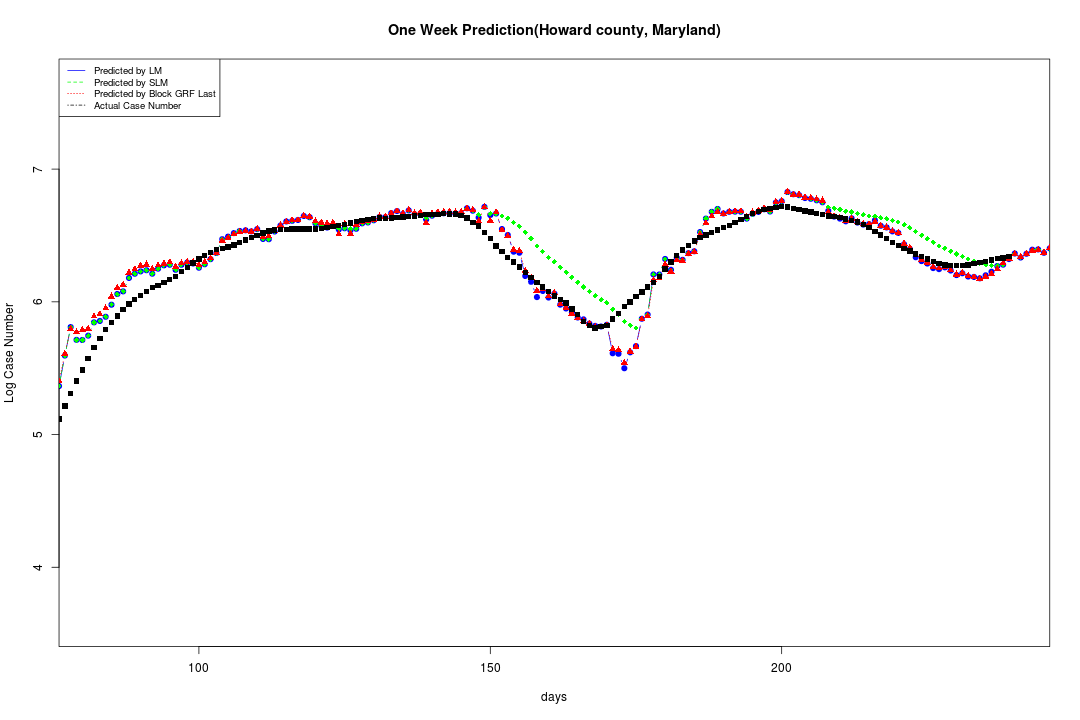 One Week Prediction(Howard county, Maryland)
Predicted by LM
Predicted by SLM
Predicted by Block GRF Last
Actual Case Number
7
6
5
4
Log Case Number
100
150
200
days